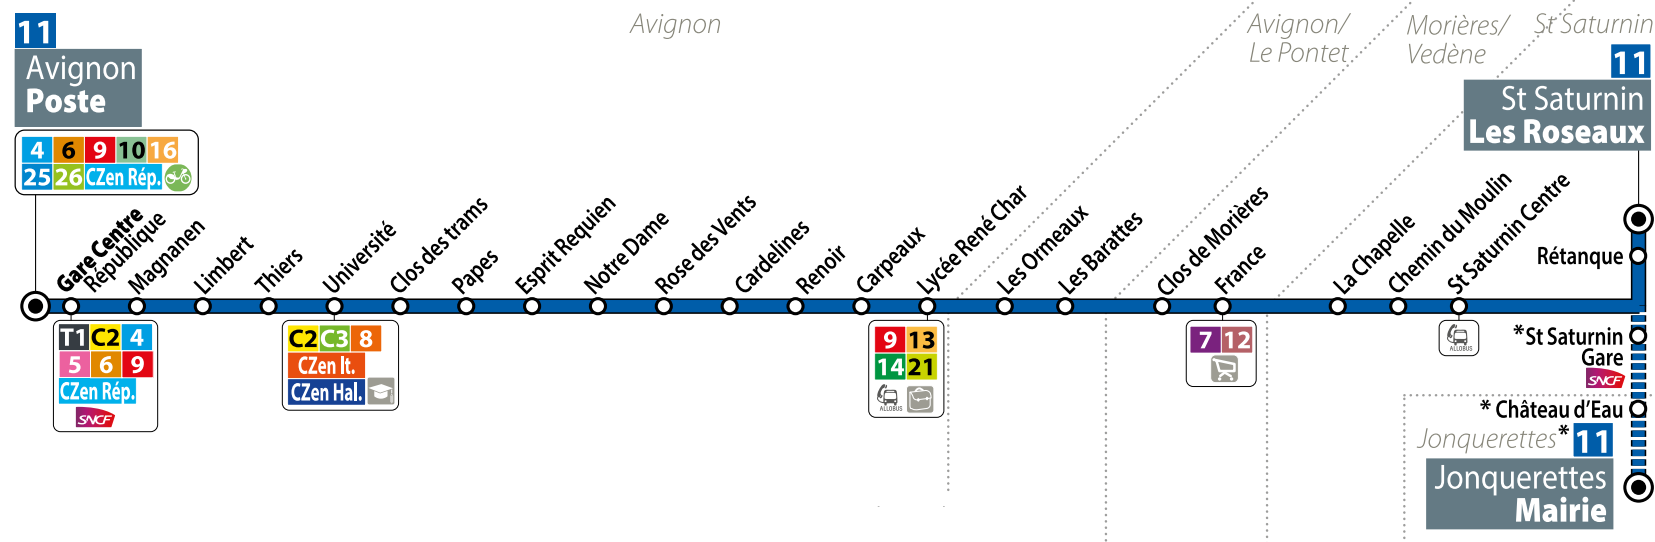 11
Avignon
Poste
4 6 9 10 16
25 26 CZen Rép.
Avignon
Avignon/
Le Pontet
Morières/
Vedène
St Saturnin
11
St Saturnin
Les Roseaux
Gare Centre
République
Magnanen
Limbert
Thiers
Université
Clos des trams
Papes
Esprit Requien
Notre Dame
Rose des Vents
Cardelines
Renoir
Carpeaux
Lycée René Char
Les Ormeaux
Les Barattes
Clos de Morières
France
La Chapelle
Chemin du Moulin
St Saturnin Centre
Rétanque
T1 C2 4
5 6 9
CZen Rép.
SNCF
C2 C3 8
CZen It.
CZen Hal.
9 13
14 21
ALLOBUS
7 12
ALLOBUS
*St Saturnin
Gare
SNCF
* Château d'Eau
Jonquerettes* 11
Jonquerettes
Mairie